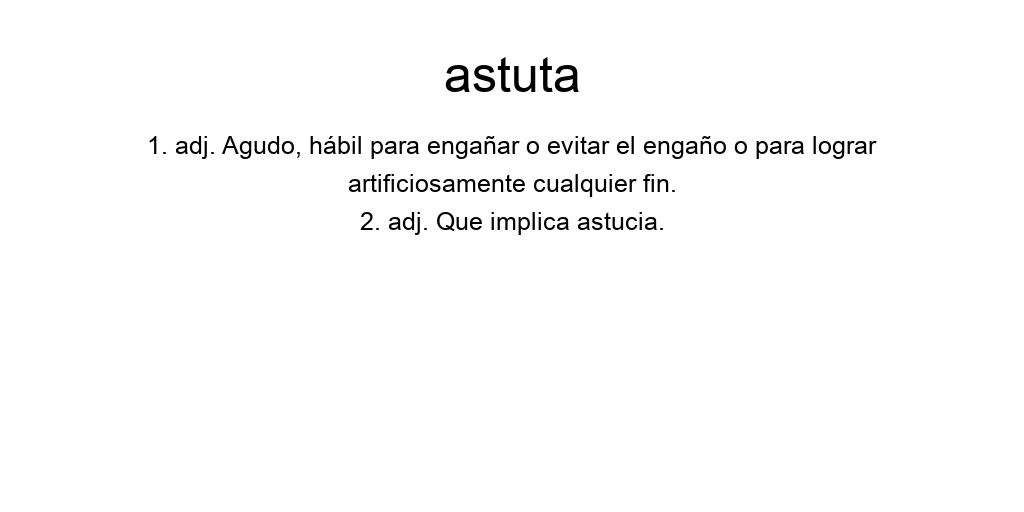 astuta
1. adj. Agudo, hábil para engañar o evitar el engaño o para lograr
artificiosamente cualquier fin.
2. adj. Que implica astucia.